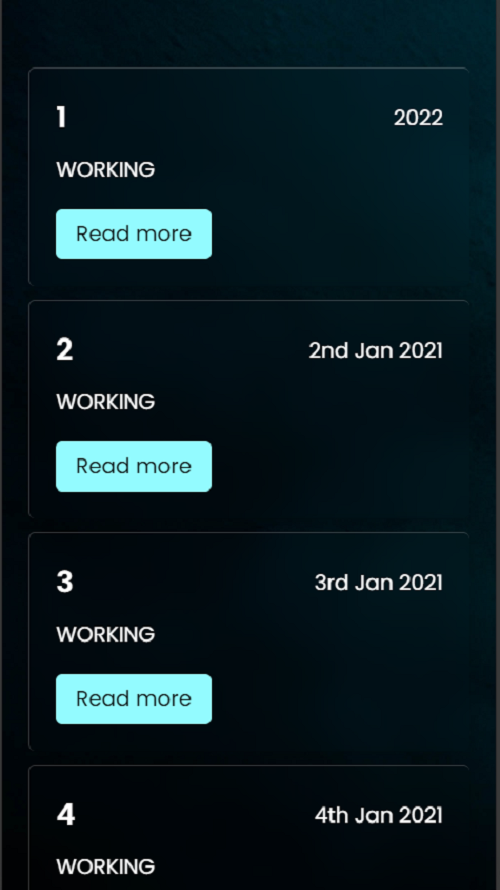 1 2022
WORKING
Read more
2 2nd Jan 2021
WORKING
Read more
3 3rd Jan 2021
WORKING
Read more
4 4th Jan 2021
WORKING